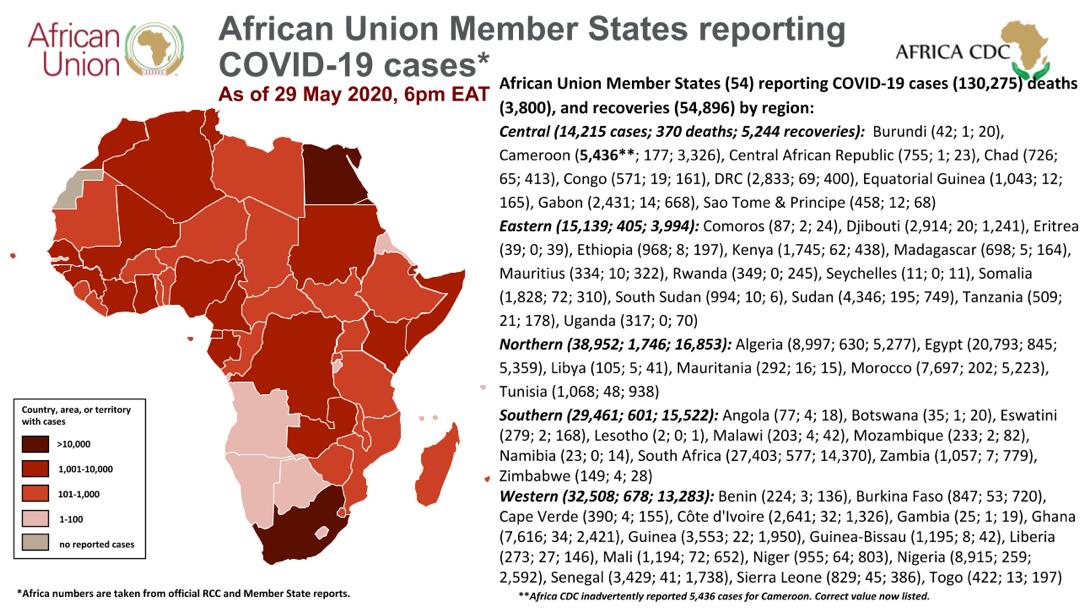 African
Union
African Union Member States reporting
COVID-19 cases*
As of 29 May 2020, 6pm EAT
AFRICA CDC
African Union Member States (54) reporting COVID-19 cases (130,275) deaths
(3,800), and recoveries (54,896) by region:
Central (14,215 cases; 370 deaths; 5,244 recoveries): Burundi (42; 1; 20),
Cameroon (5,436**; 177; 3,326), Central African Republic (755; 1; 23), Chad (726;
65; 413), Congo (571; 19; 161), DRC (2,833; 69; 400), Equatorial Guinea (1,043; 12;
165), Gabon (2,431; 14; 668), Sao Tome & Principe (458; 12; 68)
Eastern (15,139; 405; 3,994): Comoros (87; 2; 24), Djibouti (2,914; 20; 1,241), Eritrea
(39; 0; 39), Ethiopia (968; 8; 197), Kenya (1,745; 62; 438), Madagascar (698; 5; 164),
Mauritius (334; 10; 322), Rwanda (349; 0; 245), Seychelles (11; 0; 11), Somalia
(1,828; 72; 310), South Sudan (994; 10; 6), Sudan (4,346; 195; 749), Tanzania (509;
21; 178), Uganda (317; 0; 70)
Northern (38,952; 1,746; 16,853): Algeria (8,997; 630; 5,277), Egypt (20,793; 845;
5,359), Libya (105; 5; 41), Mauritania (292; 16; 15), Morocco (7,697; 202; 5,223),
Tunisia (1,068; 48; 938)
Southern (29,461; 601; 15,522): Angola (77; 4; 18), Botswana (35; 1; 20), Eswatini
(279; 2; 168), Lesotho (2; 0; 1), Malawi (203; 4; 42), Mozambique (233; 2; 82),
Namibia (23; 0; 14), South Africa (27,403; 577; 14,370), Zambia (1,057; 7; 779),
Zimbabwe (149; 4; 28)
Western (32,508; 678; 13,283): Benin (224; 3; 136), Burkina Faso (847; 53; 720),
Cape Verde (390; 4; 155), Côte d'Ivoire (2,641; 32; 1,326), Gambia (25; 1; 19), Ghana
(7,616; 34; 2,421), Guinea (3,553; 22; 1,950), Guinea-Bissau (1,195; 8; 42), Liberia
(273; 27; 146), Mali (1,194; 72; 652), Niger (955; 64; 803), Nigeria (8,915; 259;
2,592), Senegal (3,429; 41; 1,738), Sierra Leone (829; 45; 386), Togo (422; 13; 197)
Country, area, or territory
with cases
>10,000
1,001-10,000
101-1,000
1-100
no reported cases
*Africa numbers are taken from official RCC and Member State reports.
**Africa CDC inadvertently reported 5,436 cases for Cameroon. Correct value now listed.